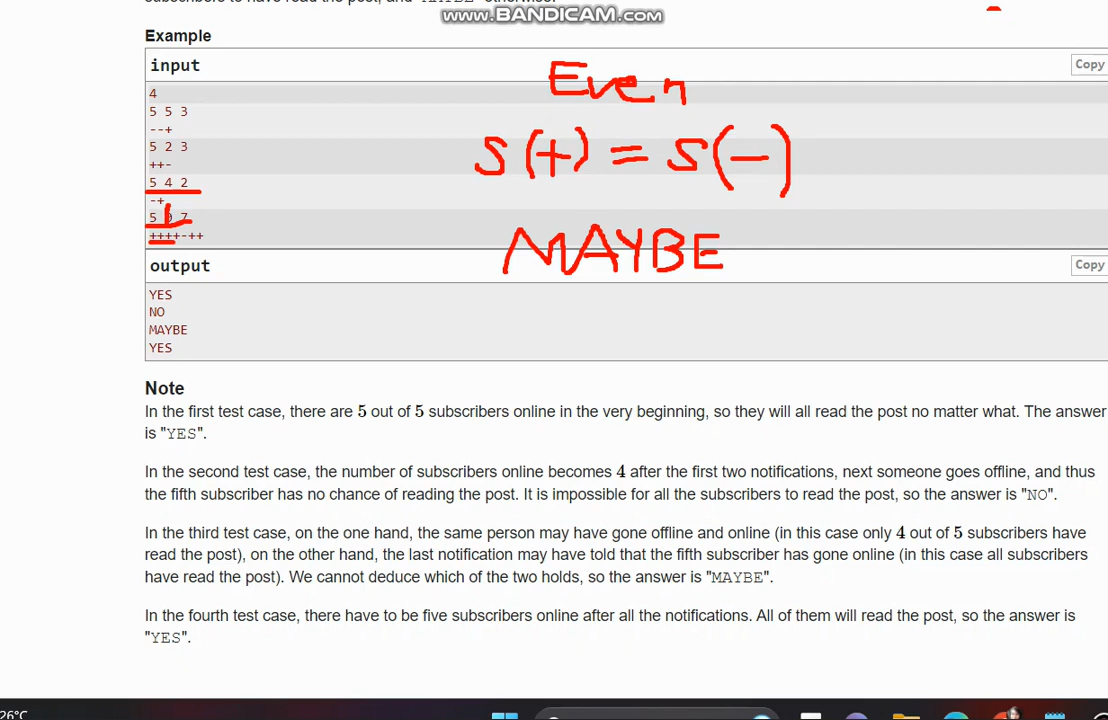 subscribers to have read the post, and "MAYBE" otherwise.
www.BANDICAM.com
Example
input
Copy
4
5 5 3
--+
5 2 3
++-
5 4 2
-+
5 0 7
++++-++
Even
S(+) = S(-)
MAYBE
output
Copy
YES
NO
MAYBE
YES
Note
In the first test case, there are 5 out of 5 subscribers online in the very beginning, so they will all read the post no matter what. The answer
is "YES".
In the second test case, the number of subscribers online becomes 4 after the first two notifications, next someone goes offline, and thus
the fifth subscriber has no chance of reading the post. It is impossible for all the subscribers to read the post, so the answer is "NO".
In the third test case, on the one hand, the same person may have gone offline and online (in this case only 4 out of 5 subscribers have
read the post), on the other hand, the last notification may have told that the fifth subscriber has gone online (in this case all subscribers
have read the post). We cannot deduce which of the two holds, so the answer is "MAYBE".
In the fourth test case, there have to be five subscribers online after all the notifications. All of them will read the post, so the answer is
"YES".
26°C